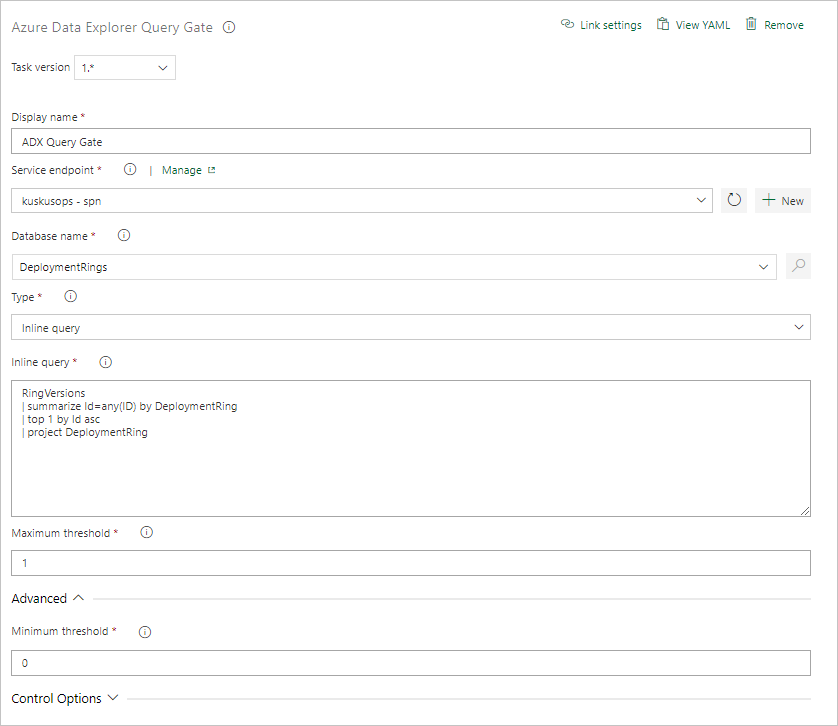 Azure Data Explorer Query Gate
Link settings View YAML Remove
Task version 1.*
Display name *
ADX Query Gate
Service endpoint * | Manage
kuskusops - spn
New
Database name *
DeploymentRings
Type *
Inline query
Inline query *
RingVersions
| summarize Id=any(ID) by DeploymentRing
| top 1 by Id asc
| project DeploymentRing
Maximum threshold *
1
Advanced
Minimum threshold *
0
Control Options